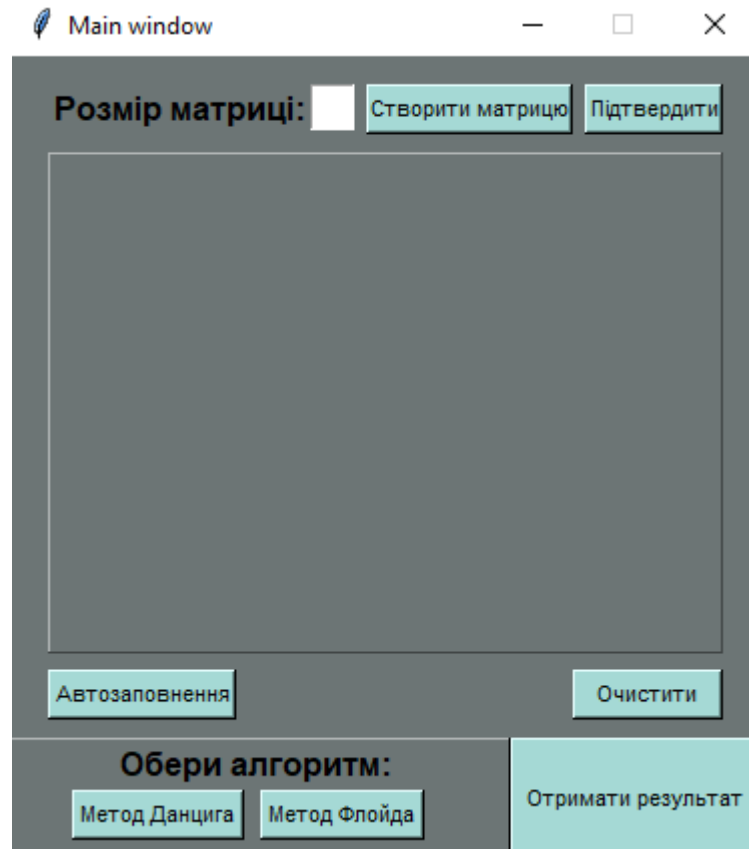 Main window
Розмір матриці: Створити матрицю Підтвердити
Автозаповнення Очистити
Обери алгоритм:
Метод Данцига Метод Флойда
Отримати результат